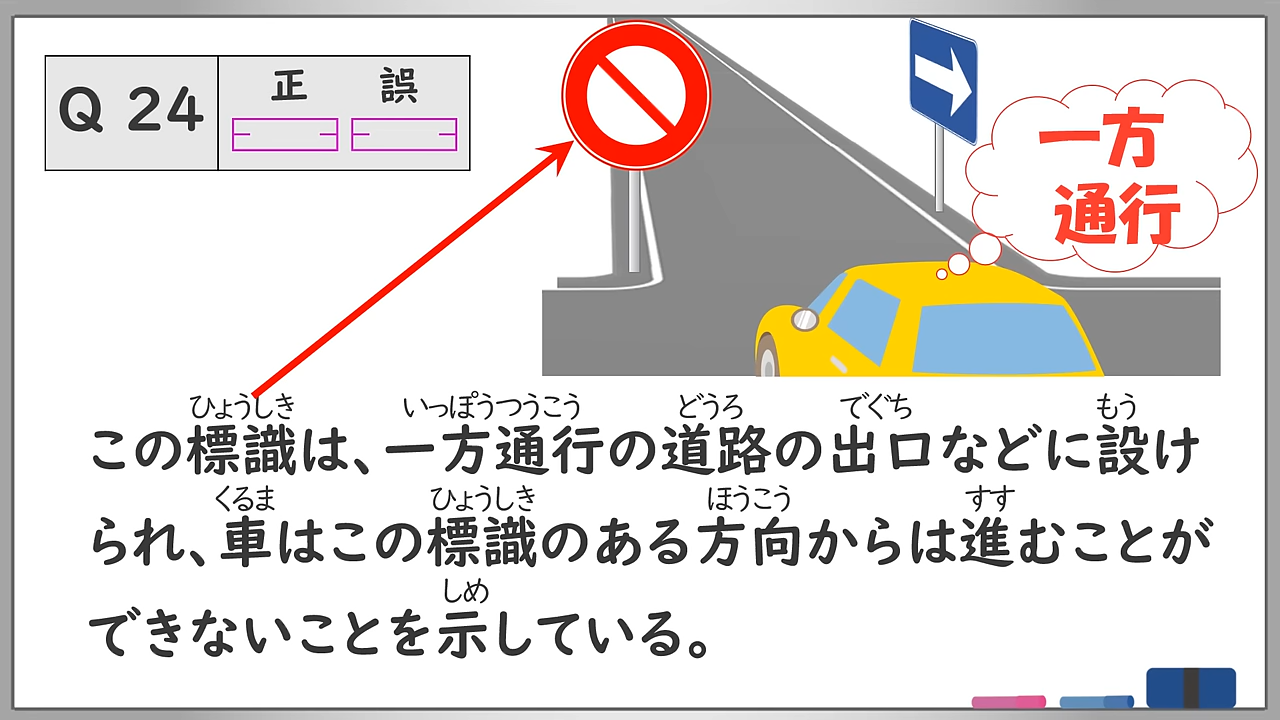 Q 24
正 誤
一方
通行
ひょうしき いっぽうつうこう どうろ でぐち もう
この標識は、一方通行の道路の出口などに設け
くるま ひょうしき ほうこう すす
られ、車はこの標識のある方向からは進むことが
しめ
できないことを示している。